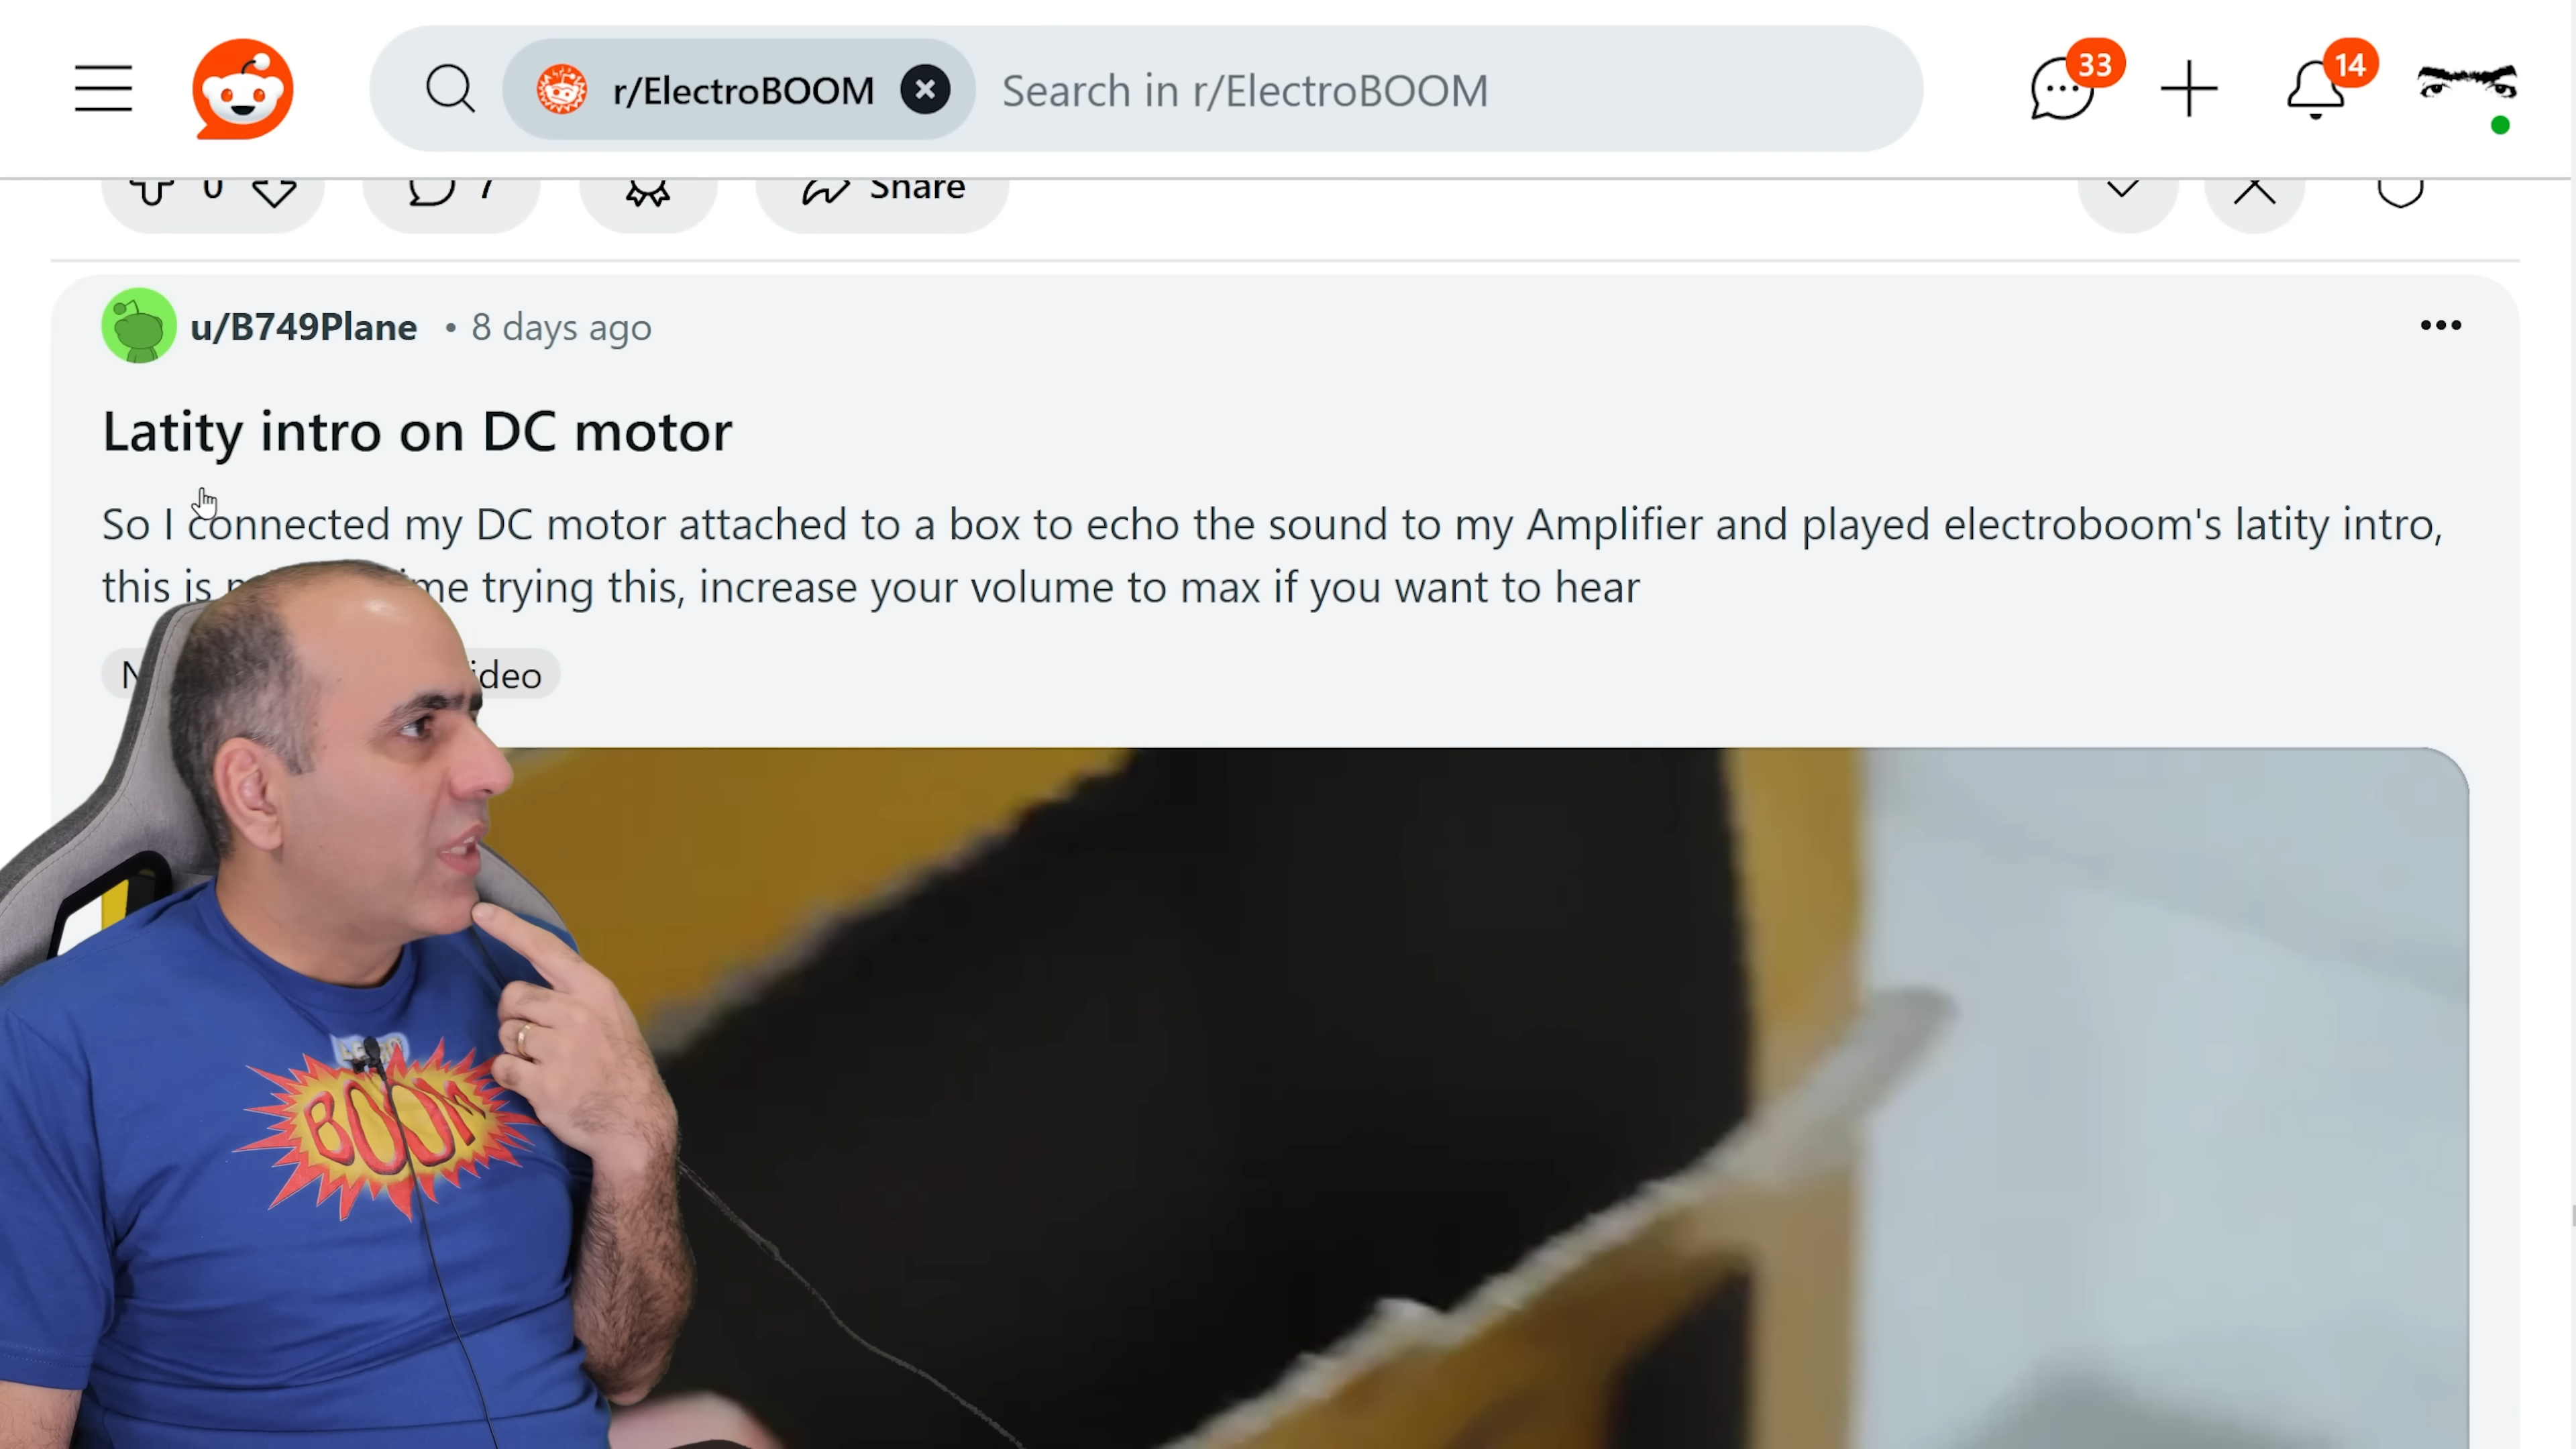 r/ElectroBOOM Search in r/ElectroBOOM 33 14
0 7 Share
u/B749Plane • 8 days ago
Latity intro on DC motor
So I connected my DC motor attached to a box to echo the sound to my Amplifier and played electroboom's latity intro,
this is me trying this, increase your volume to max if you want to hear
BOOM